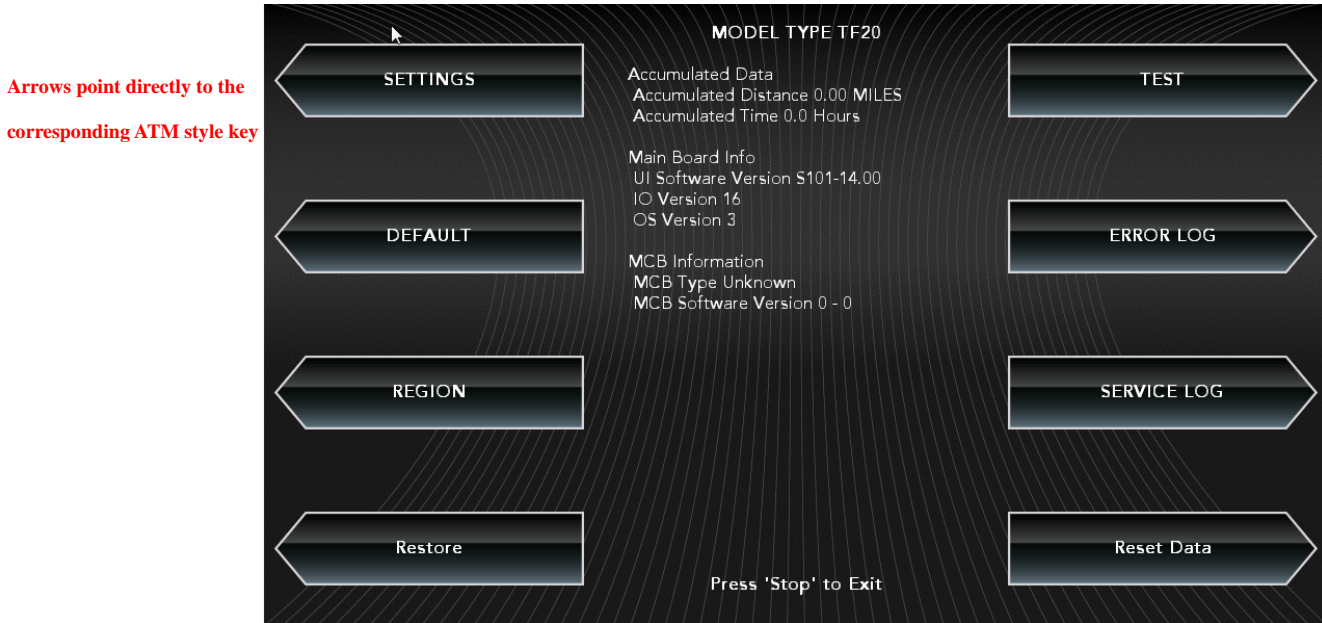 Arrows point directly to the
corresponding ATM style key
SETTINGS
DEFAULT
REGION
Restore
MODEL TYPE TF20
Accumulated Data
Accumulated Distance 0.00 MILES
Accumulated Time 0.0 Hours
Main Board Info
UI Software Version S101-14.00
IO Version 16
OS Version 3
MCB Information
MCB Type Unknown
MCB Software Version 0 - 0
Press 'Stop' to Exit
TEST
ERROR LOG
SERVICE LOG
Reset Data